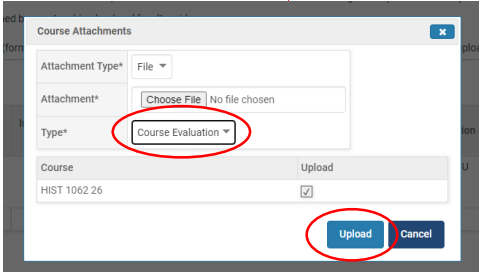 Course Attachments
Attachment Type* File
Attachment* Choose File No file chosen
Type* Course Evaluation
Course Upload
HIST 1062 26
Upload Cancel